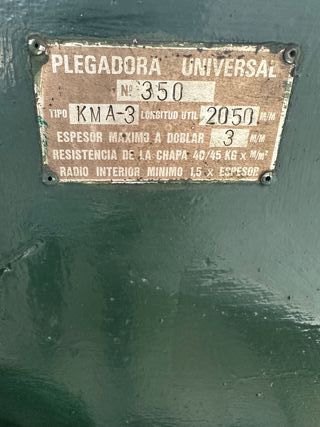 PLEGADORA UNIVERSAL
Nº 350
TIPO KMA-3 LONGITUD UTIL 2050 M/M
ESPESOR MAXIMO A DOBLAR 3 M/M
RESISTENCIA DE LA CHAPA 40/45 KG x M/M²
RADIO INTERIOR MINIMO 1,5 x ESPESOR